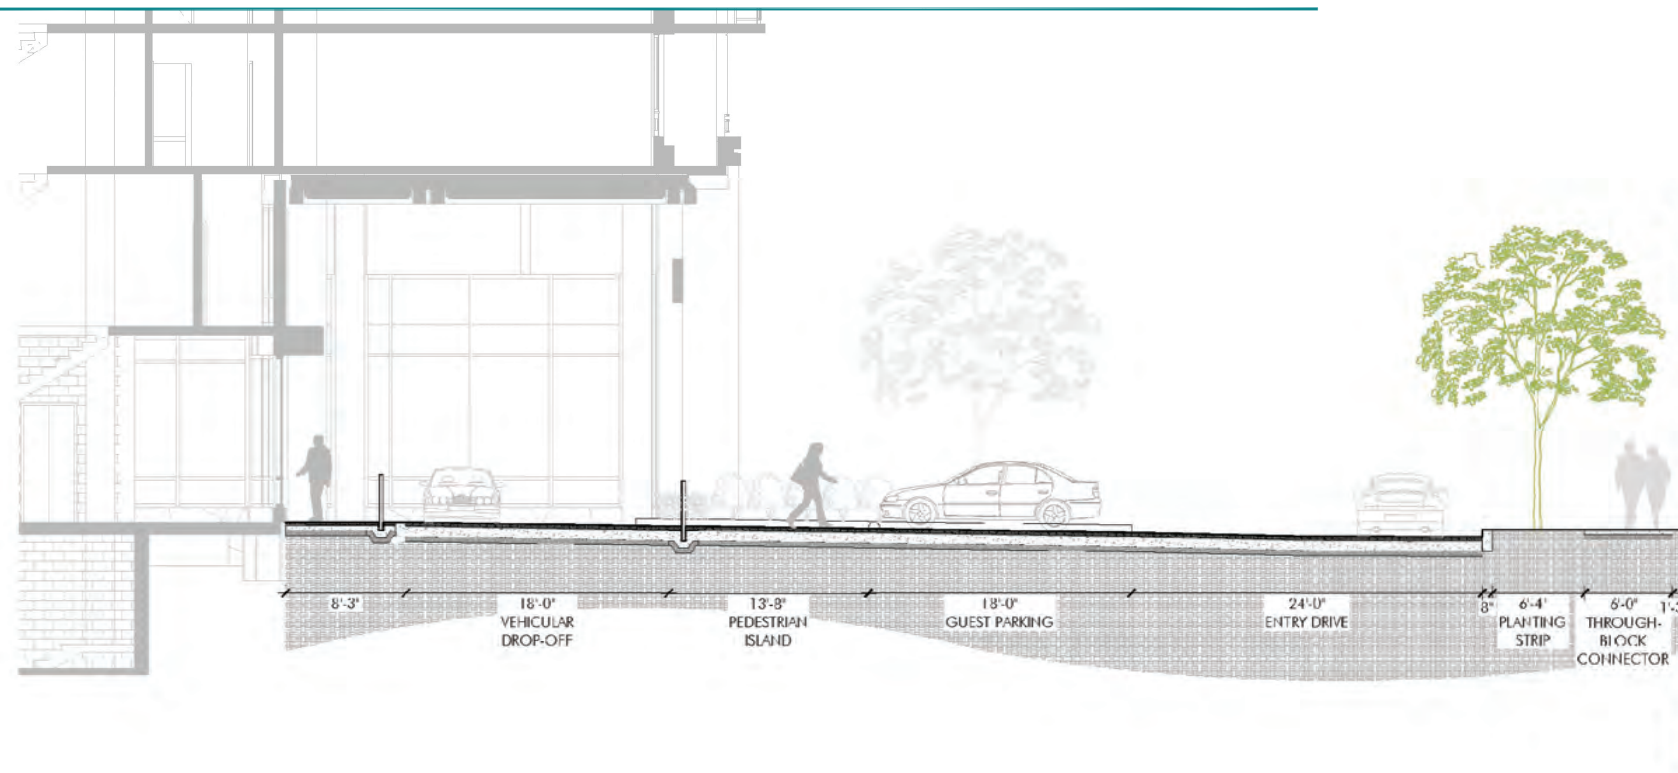 8'-3"
18'-0"
VEHICULAR
DROP-OFF
13'-8"
PEDESTRIAN
ISLAND
18'-0"
GUEST PARKING
24'-0"
ENTRY DRIVE
8"
6'-4"
PLANTING
STRIP
6'-0"
THROUGH-
BLOCK
CONNECTOR